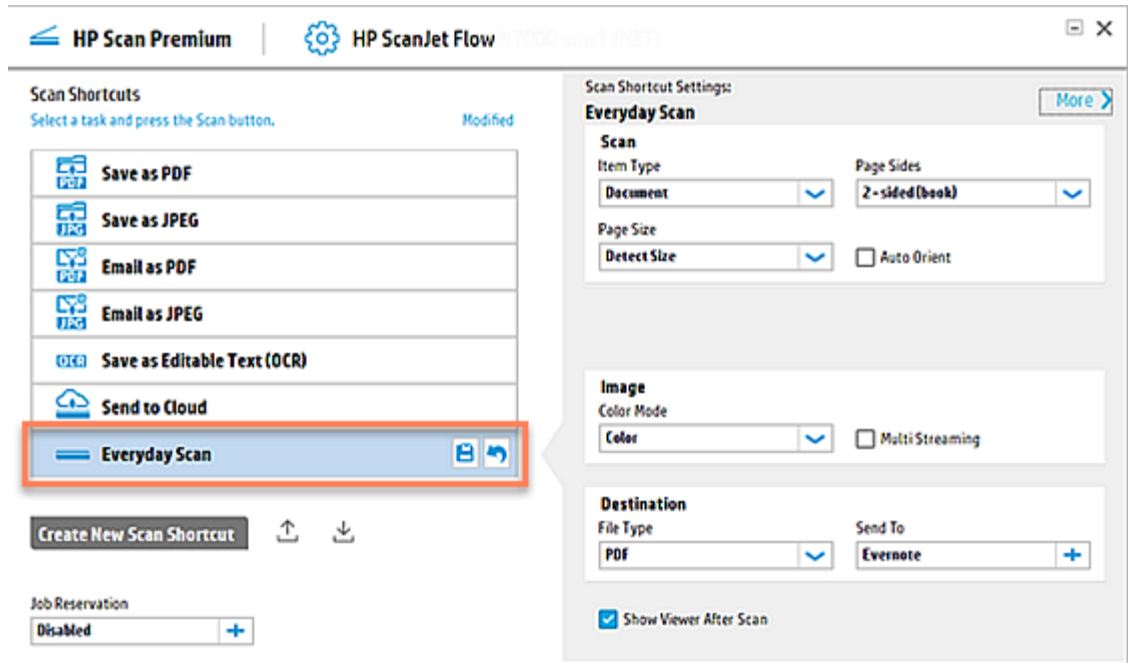 HP Scan Premium
HP ScanJet Flow
Scan Shortcuts
Select a task and press the Scan button.
Modified
PDF
Save as PDF
JPG
Save as JPEG
PDF
Email as PDF
JPG
Email as JPEG
OCR
Save as Editable Text (OCR)
Send to Cloud
Everyday Scan
Create New Scan Shortcut
Job Reservation
Disabled
Scan Shortcut Settings:
Everyday Scan
More
Scan
Item Type
Page Sides
Document
2-sided(book)
Page Size
Detect Size
Auto Orient
Image
Color Mode
Color
Multi Streaming
Destination
File Type
Send To
PDF
Evernote
Show Viewer After Scan